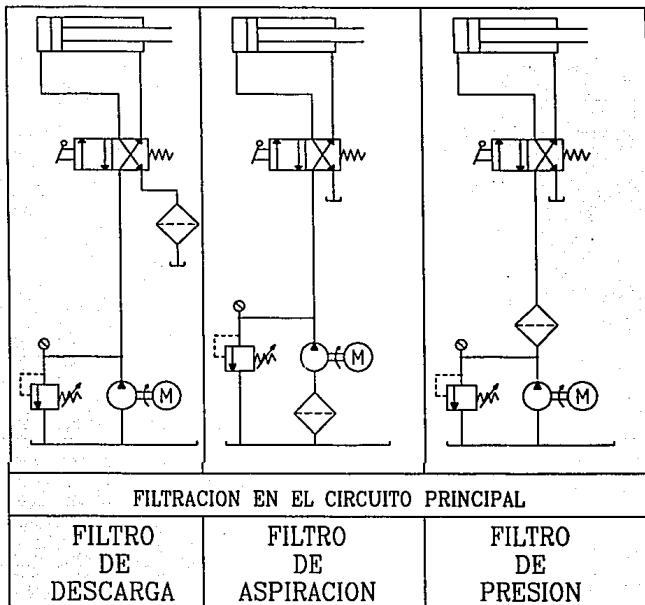 M
M
M
FILTRACION EN EL CIRCUITO PRINCIPAL
FILTRO
DE
DESCARGA
FILTRO
DE
ASPIRACION
FILTRO
DE
PRESION